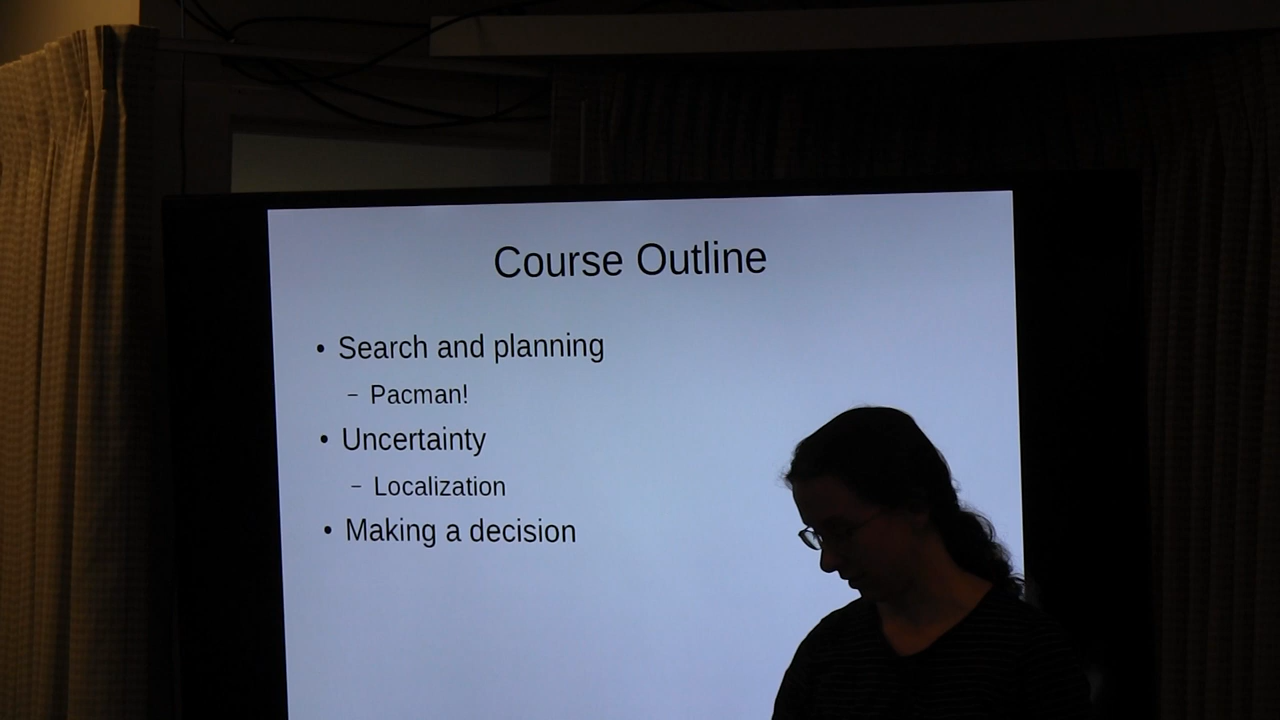 Course Outline
• Search and planning
– Pacman!
• Uncertainty
– Localization
• Making a decision